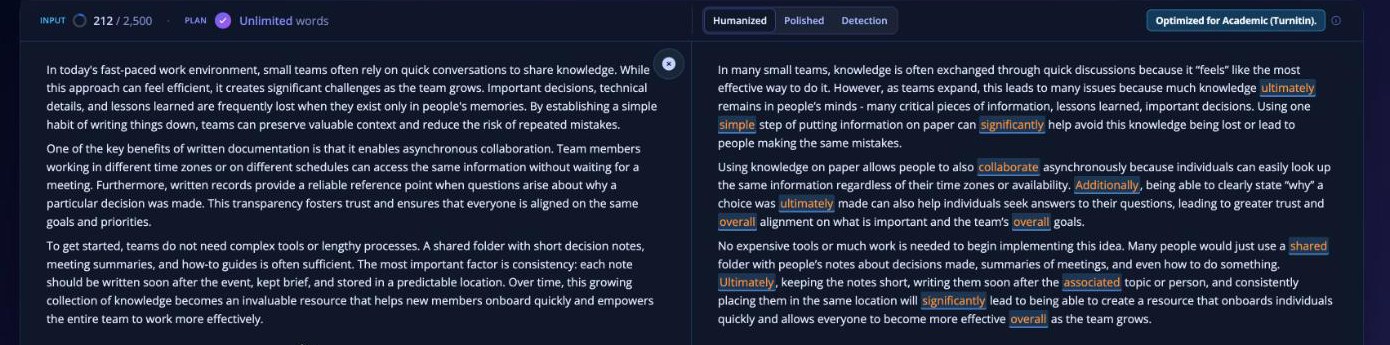 INPUT 212 / 2,500 · PLAN Unlimited words
Humanized Polished Detection Optimized for Academic (Turnitin).
In today's fast-paced work environment, small teams often rely on quick conversations to share knowledge. While
this approach can feel efficient, it creates significant challenges as the team grows. Important decisions, technical
details, and lessons learned are frequently lost when they exist only in people's memories. By establishing a simple
habit of writing things down, teams can preserve valuable context and reduce the risk of repeated mistakes.
One of the key benefits of written documentation is that it enables asynchronous collaboration. Team members
working in different time zones or on different schedules can access the same information without waiting for a
meeting. Furthermore, written records provide a reliable reference point when questions arise about why a
particular decision was made. This transparency fosters trust and ensures that everyone is aligned on the same
goals and priorities.
To get started, teams do not need complex tools or lengthy processes. A shared folder with short decision notes,
meeting summaries, and how-to guides is often sufficient. The most important factor is consistency: each note
should be written soon after the event, kept brief, and stored in a predictable location. Over time, this growing
collection of knowledge becomes an invaluable resource that helps new members onboard quickly and empowers
the entire team to work more effectively.
In many small teams, knowledge is often exchanged through quick discussions because it "feels" like the most
effective way to do it. However, as teams expand, this leads to many issues because much knowledge ultimately
remains in people's minds - many critical pieces of information, lessons learned, important decisions. Using one
simple step of putting information on paper can significantly help avoid this knowledge being lost or lead to
people making the same mistakes.
Using knowledge on paper allows people to also collaborate asynchronously because individuals can easily look up
the same information regardless of their time zones or availability. Additionally, being able to clearly state "why" a
choice was ultimately made can also help individuals seek answers to their questions, leading to greater trust and
overall alignment on what is important and the team's overall goals.
No expensive tools or much work is needed to begin implementing this idea. Many people would just use a shared
folder with people's notes about decisions made, summaries of meetings, and even how to do something.
Ultimately, keeping the notes short, writing them soon after the associated topic or person, and consistently
placing them in the same location will significantly lead to being able to create a resource that onboards individuals
quickly and allows everyone to become more effective overall as the team grows.